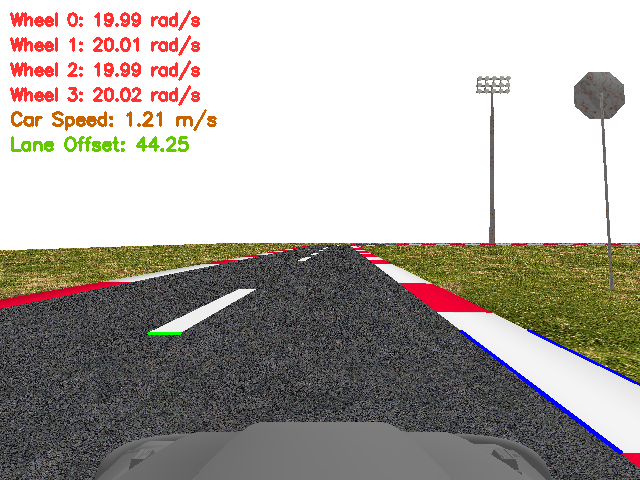 Wheel 0: 19.99 rad/s
Wheel 1: 20.01 rad/s
Wheel 2: 19.99 rad/s
Wheel 3: 20.02 rad/s
Car Speed: 1.21 m/s
Lane Offset: 44.25